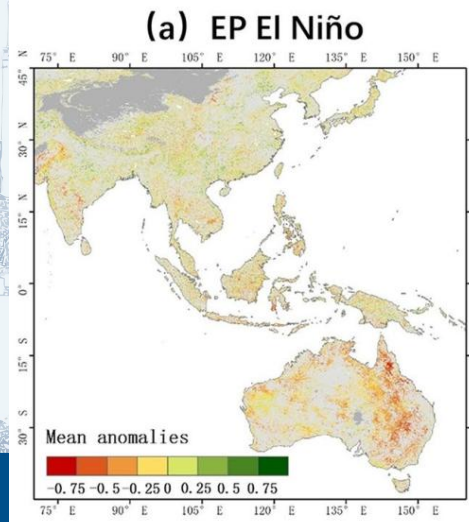 (a) EP El Niño
75° E 90° E 105° E 120° E 135° E 150° E
45° N
30° N
15° N
0°
15° S
30° S
Mean anomalies
-0.75 -0.5 -0.25 0 0.25 0.5 0.75
75° E 90° E 105° E 120° E 135° E 150° E